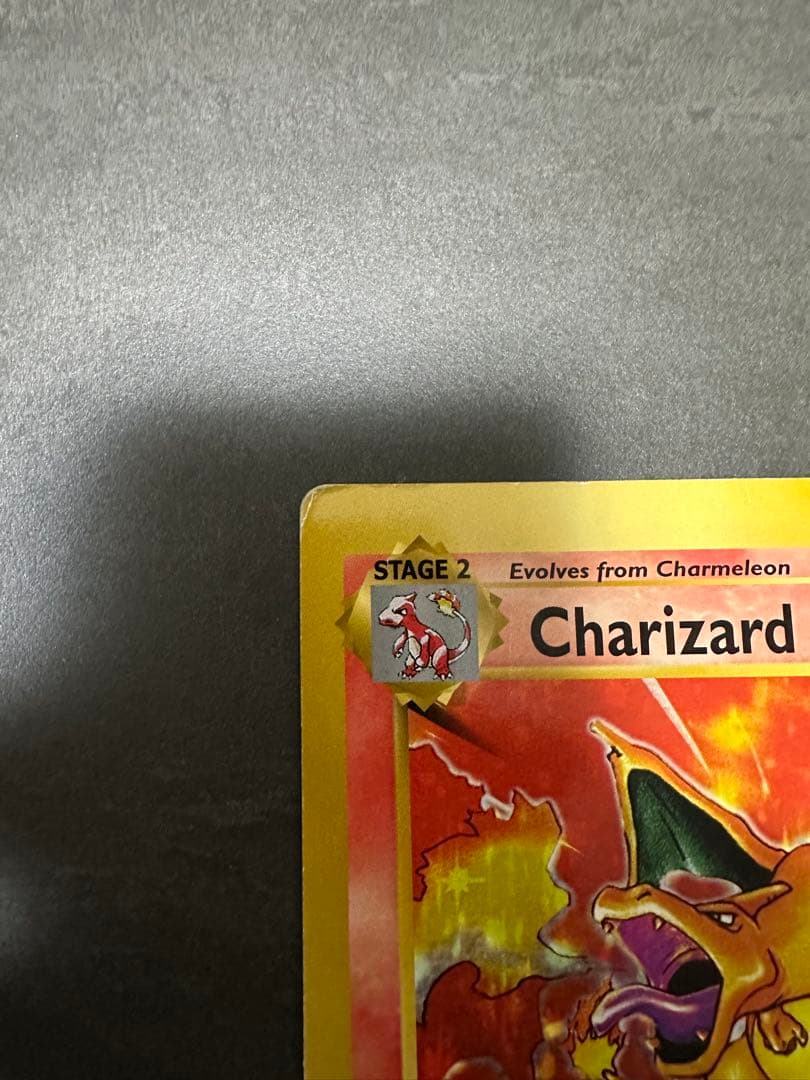 STAGE 2
Evolves from Charmeleon
Charizard